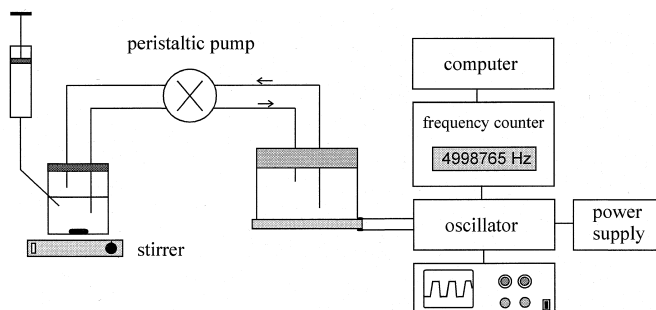 peristaltic pump
computer
frequency counter
4998765 Hz
oscillator
power
supply
stirrer